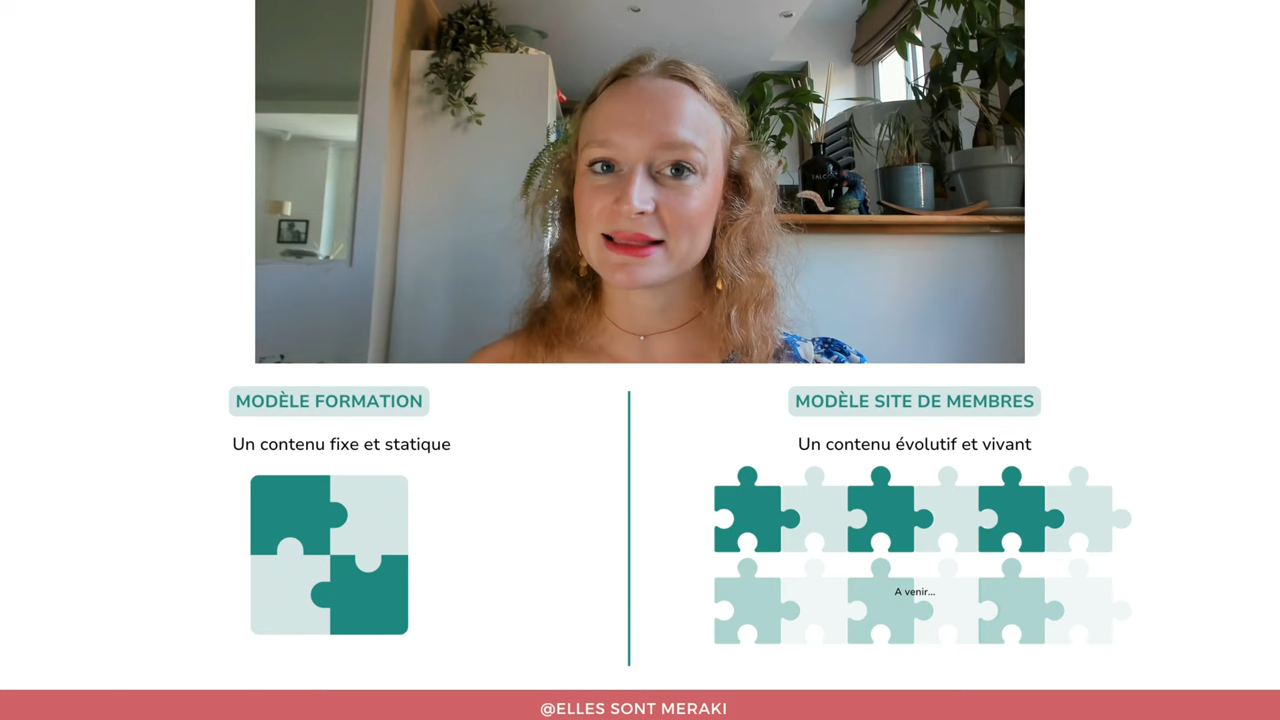 MODÈLE FORMATION
Un contenu fixe et statique
MODÈLE SITE DE MEMBRES
Un contenu évolutif et vivant
A venir...
@ELLES SONT MERAKI